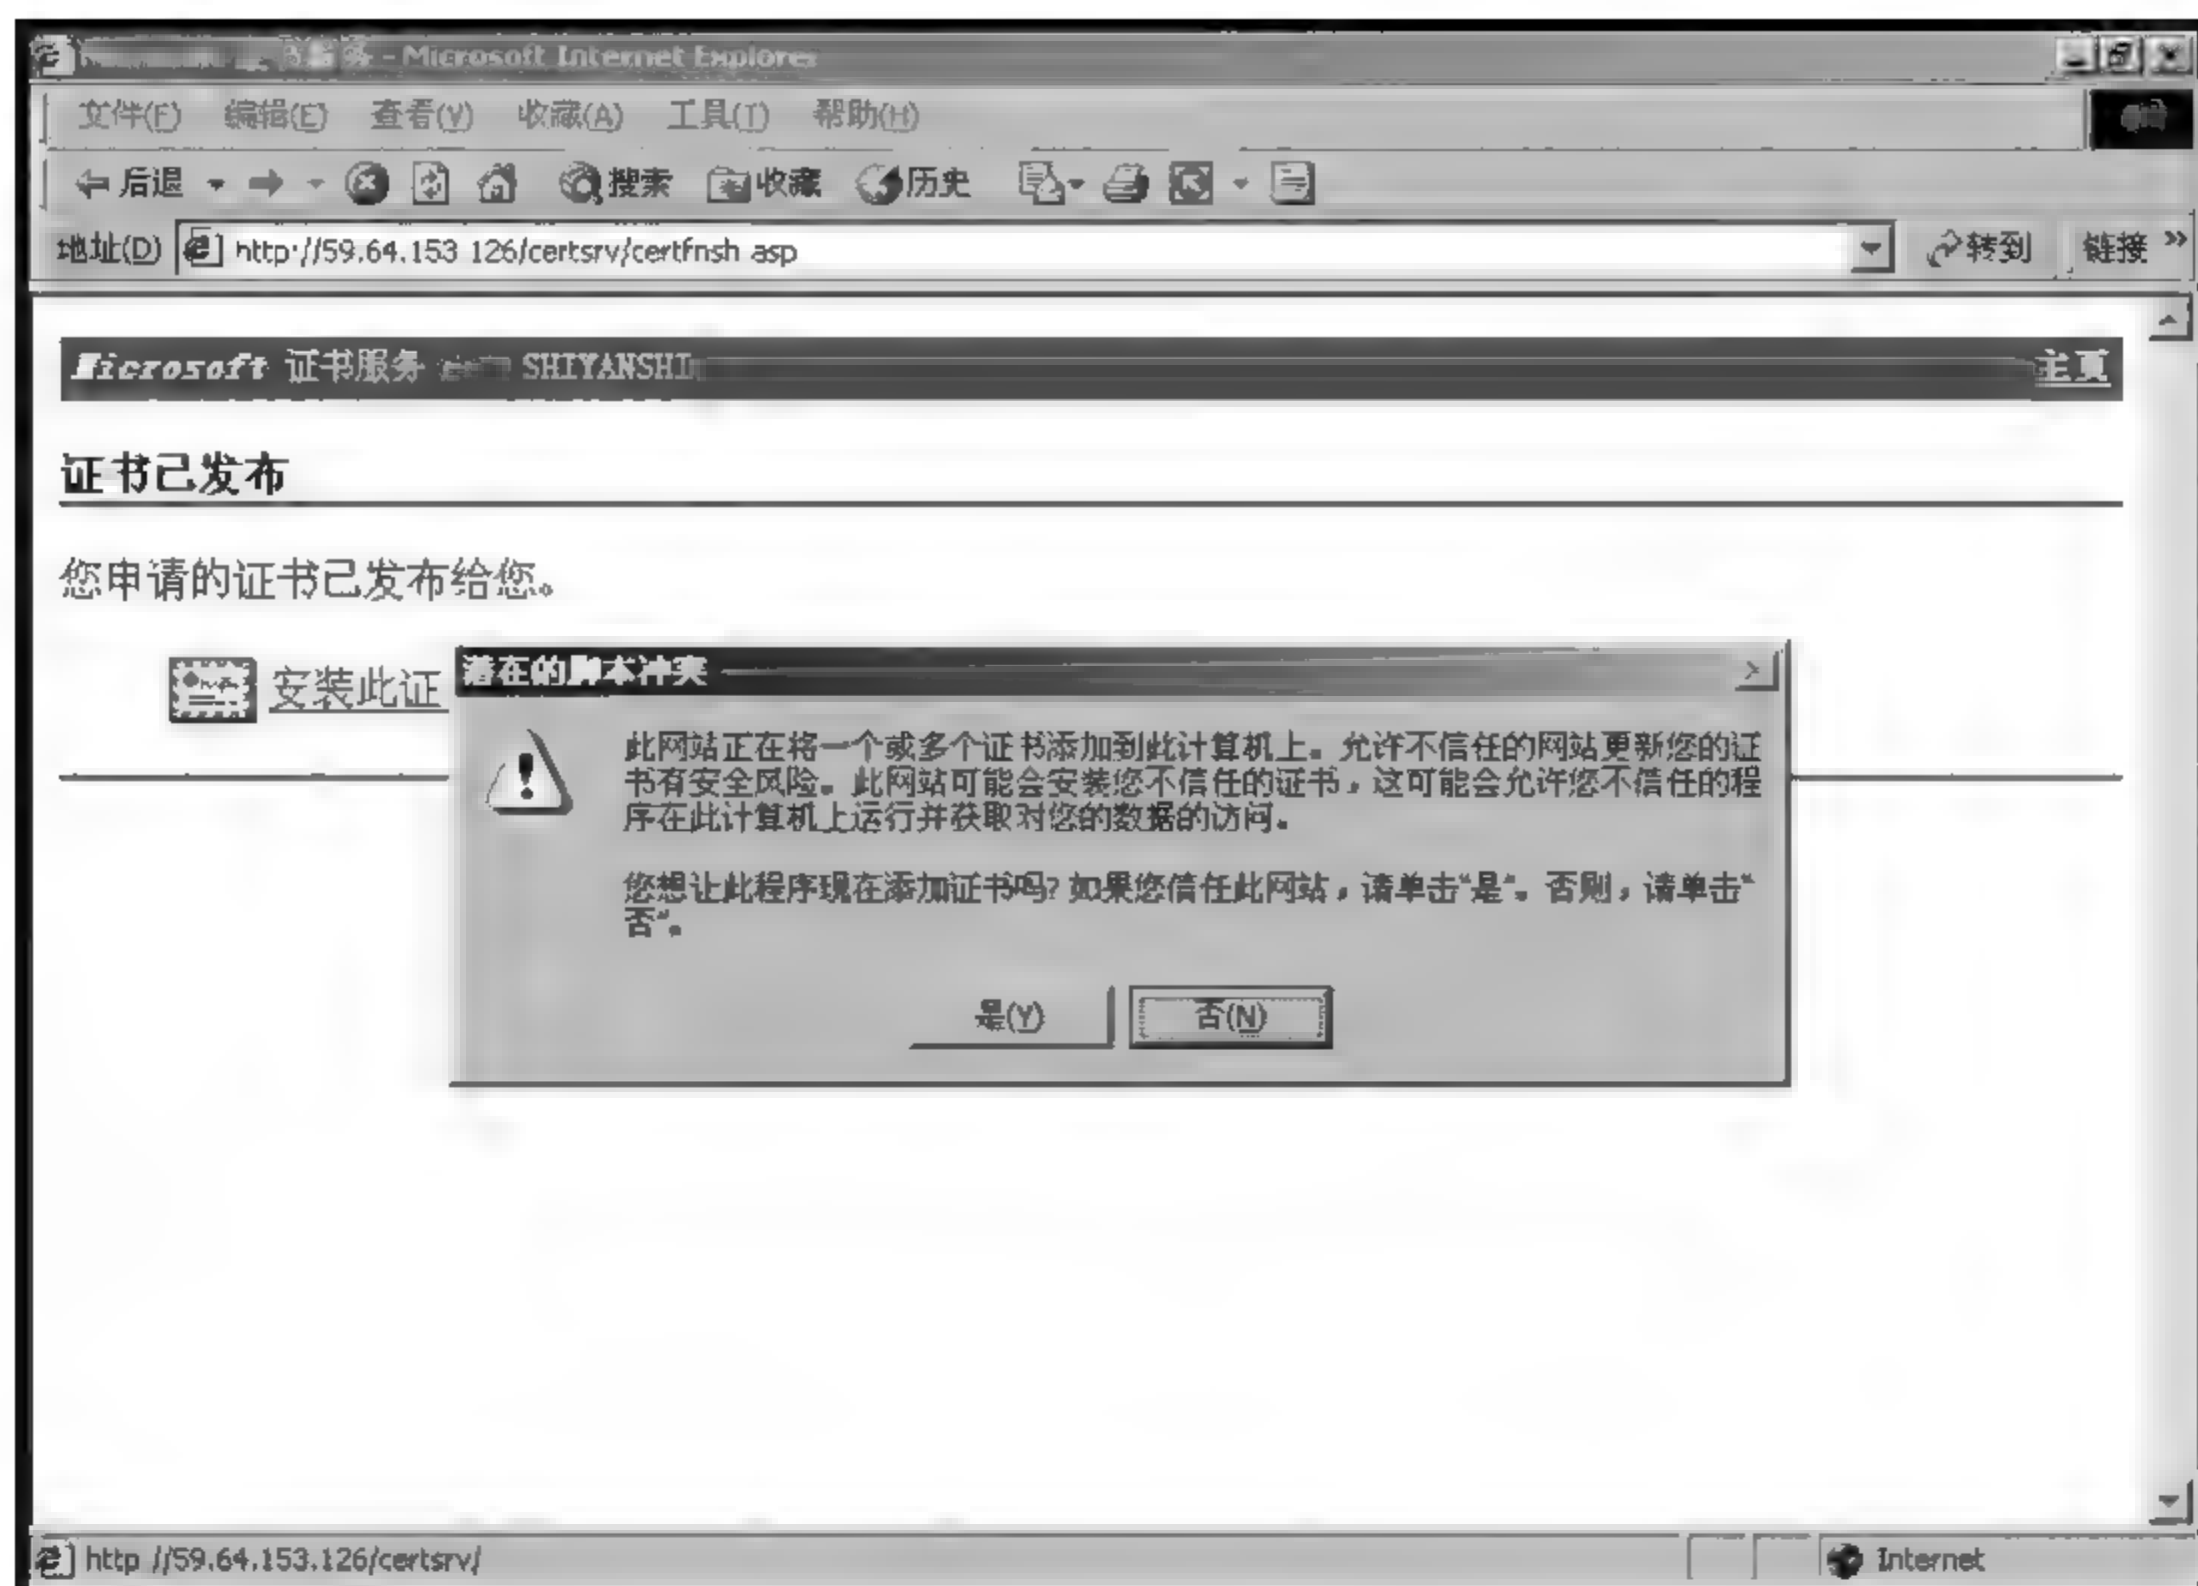 服务 - Microsoft Internet Explorer
文件(F) 编辑(E) 查看(V) 收藏(A) 工具(T) 帮助(H)
后退 搜索 收藏 历史
地址(D) http://59.64.153 126/certsrv/certfnsh asp 转到 链接 »
Microsoft 证书服务 SHIYANSHI 主页
证书已发布
您申请的证书已发布给您。
安装此证
潜在的脚本冲突
此网站正在将一个或多个证书添加到此计算机上。允许不信任的网站更新您的证
书有安全风险。此网站可能会安装您不信任的证书，这可能会允许您不信任的程
序在此计算机上运行并获取对您的数据的访问。
您想让此程序现在添加证书吗? 如果您信任此网站，请单击“是”。否则，请单击“
否”。
是(Y) 否(N)
http //59.64.153.126/certsrv/ Internet